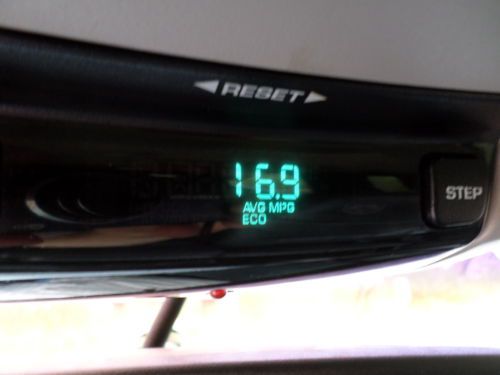 ◄ RESET ►
16.9
AVG MPG
ECO
STEP